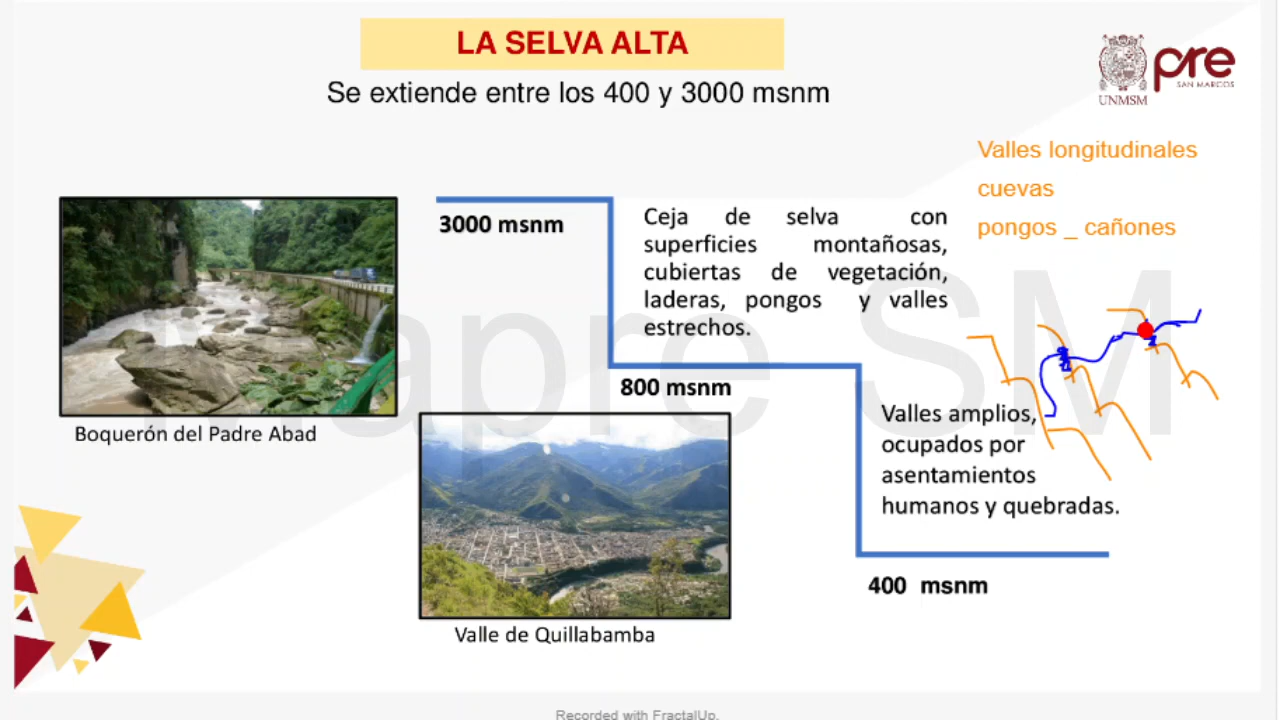 LA SELVA ALTA
Se extiende entre los 400 y 3000 msnm
UNMSM
pre
SAN MARCOS
Valles longitudinales
cuevas
pongos _ cañones
3000 msnm
Ceja de selva con
superficies montañosas,
cubiertas de vegetación,
laderas, pongos y valles
estrechos.
Boquerón del Padre Abad
800 msnm
Valles amplios,
ocupados por
asentamientos
humanos y quebradas.
400 msnm
Valle de Quillabamba
Recorded with FractalUp.